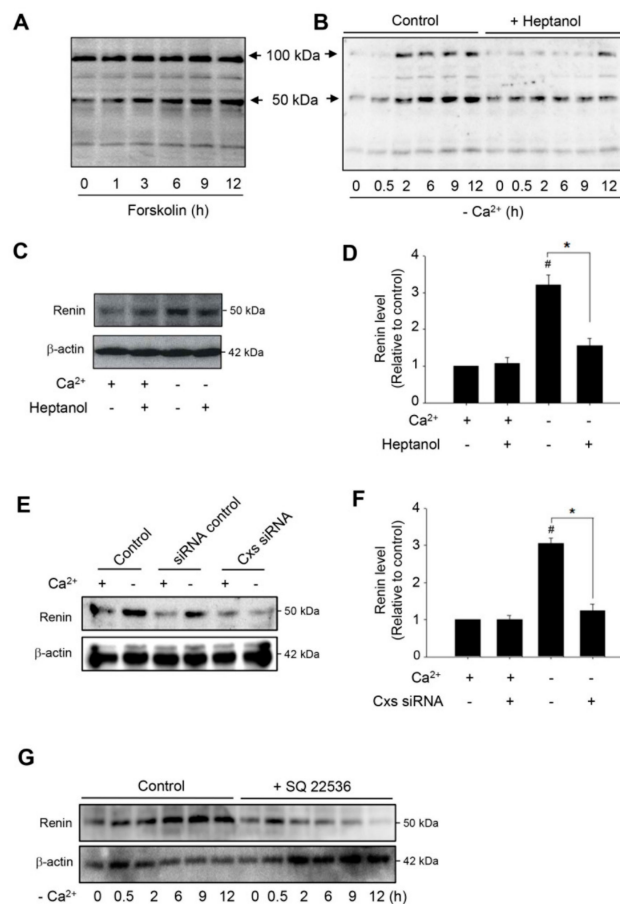 A
100 kDa
50 kDa
0 1 3 6 9 12
Forskolin (h)
B
Control + Heptanol
0 0.5 2 6 9 12 0 0.5 2 6 9 12
- Ca²⁺ (h)
C
Renin
50 kDa
β-actin
42 kDa
Ca²⁺ + + - -
Heptanol - + - +
D
Renin level
(Relative to control)
4
3
2
1
0
# *
Ca²⁺ + + - -
Heptanol - + - +
E
Control siRNA control Cxs siRNA
Ca²⁺ + - + - + -
Renin
50 kDa
β-actin
42 kDa
F
Renin level
(Relative to control)
4
3
2
1
0
# *
Ca²⁺ + + - -
Cxs siRNA - + - +
G
Control + SQ 22536
Renin
50 kDa
β-actin
42 kDa
- Ca²⁺ 0 0.5 2 6 9 12 0 0.5 2 6 9 12 (h)